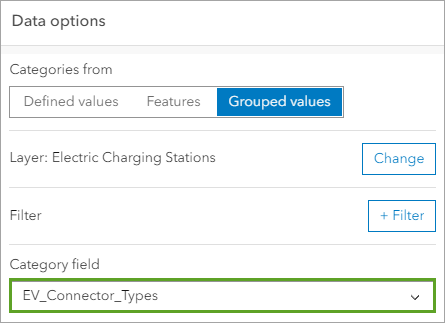 Data options
Categories from
Defined values Features Grouped values
Layer: Electric Charging Stations Change
Filter + Filter
Category field
EV_Connector_Types